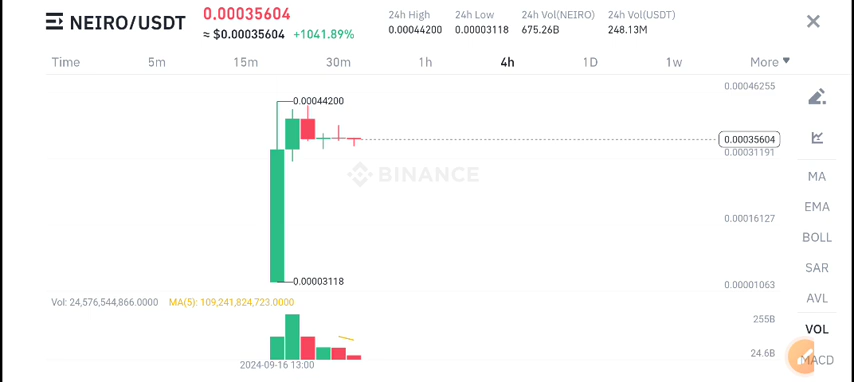 NEIRO/USDT
0.00035604
≈ $0.00035604 +1041.89%
24h High
0.00044200
24h Low
0.00003118
24h Vol(NEIRO)
675.26B
24h Vol(USDT)
248.13M
Time 5m 15m 30m 1h 4h 1D 1w More
0.00046255
0.00044200
0.00035604
0.00031191
BINANCE
0.00016127
0.00003118
0.00001063
Vol: 24,576,544,866.0000 MA(5): 109,241,824,723.0000
255B
24.6B
2024-09-16 13:00
MA
EMA
BOLL
SAR
AVL
VOL
MACD